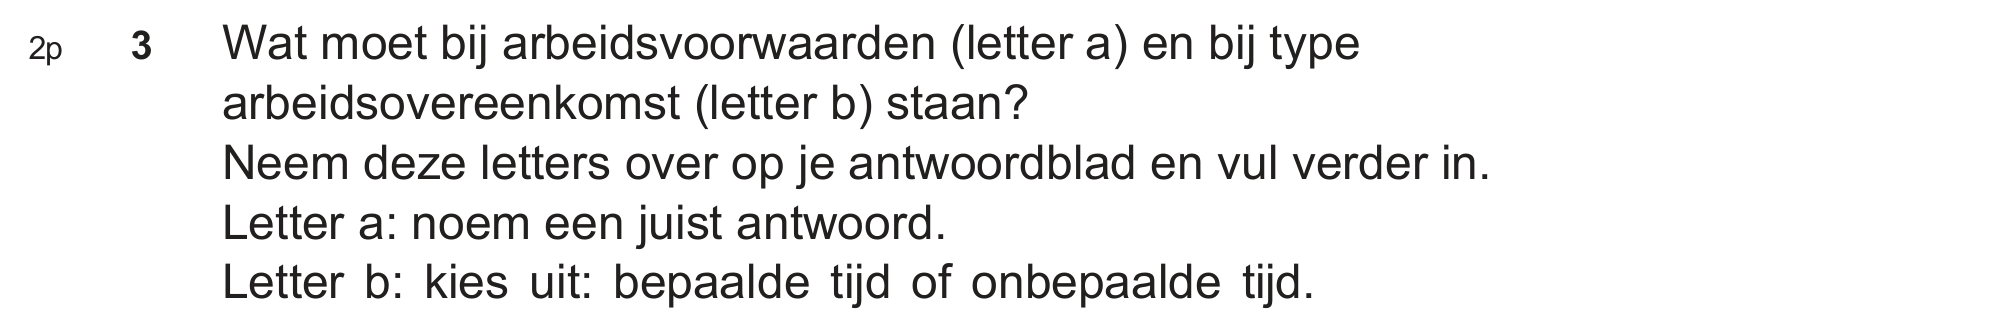 2p 3 Wat moet bij arbeidsvoorwaarden (letter a) en bij type
arbeidsovereenkomst (letter b) staan?
Neem deze letters over op je antwoordblad en vul verder in.
Letter a: noem een juist antwoord.
Letter b: kies uit: bepaalde tijd of onbepaalde tijd.